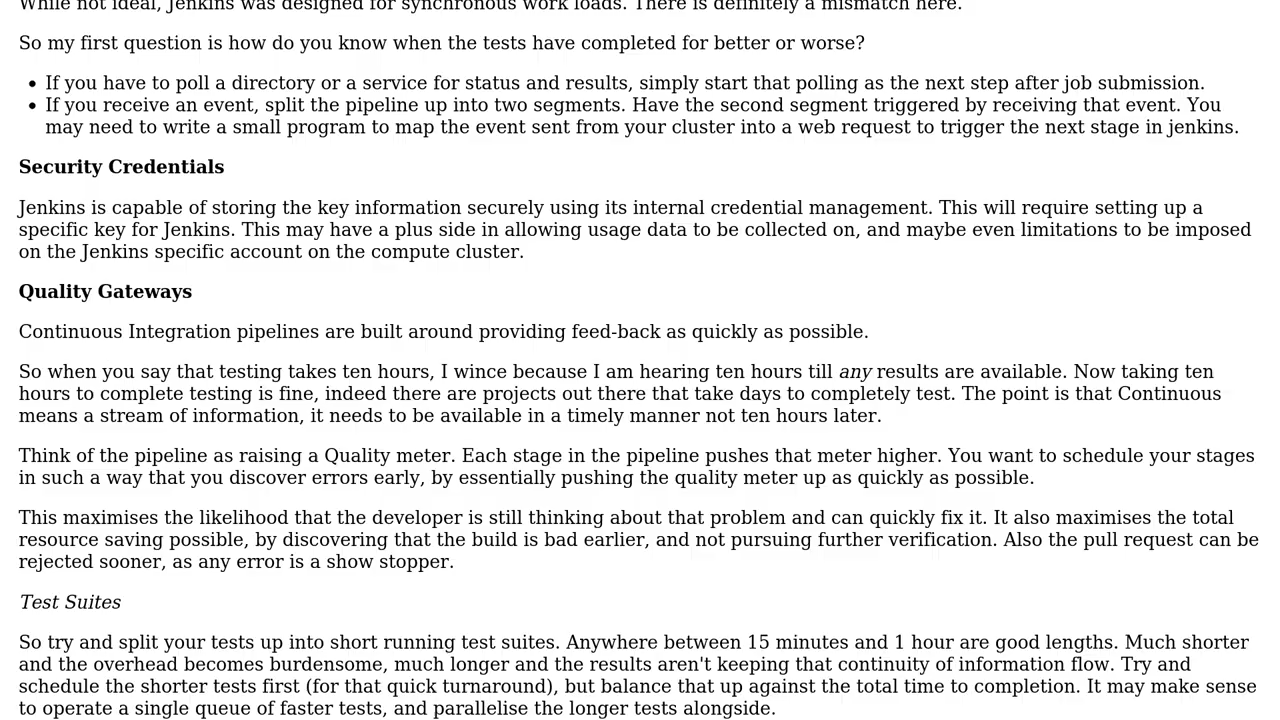 While not ideal, Jenkins was designed for synchronous work loads. There is definitely a mismatch here.
So my first question is how do you know when the tests have completed for better or worse?
• If you have to poll a directory or a service for status and results, simply start that polling as the next step after job submission.
• If you receive an event, split the pipeline up into two segments. Have the second segment triggered by receiving that event. You
may need to write a small program to map the event sent from your cluster into a web request to trigger the next stage in jenkins.
Security Credentials
Jenkins is capable of storing the key information securely using its internal credential management. This will require setting up a
specific key for Jenkins. This may have a plus side in allowing usage data to be collected on, and maybe even limitations to be imposed
on the Jenkins specific account on the compute cluster.
Quality Gateways
Continuous Integration pipelines are built around providing feed-back as quickly as possible.
So when you say that testing takes ten hours, I wince because I am hearing ten hours till any results are available. Now taking ten
hours to complete testing is fine, indeed there are projects out there that take days to completely test. The point is that Continuous
means a stream of information, it needs to be available in a timely manner not ten hours later.
Think of the pipeline as raising a Quality meter. Each stage in the pipeline pushes that meter higher. You want to schedule your stages
in such a way that you discover errors early, by essentially pushing the quality meter up as quickly as possible.
This maximises the likelihood that the developer is still thinking about that problem and can quickly fix it. It also maximises the total
resource saving possible, by discovering that the build is bad earlier, and not pursuing further verification. Also the pull request can be
rejected sooner, as any error is a show stopper.
Test Suites
So try and split your tests up into short running test suites. Anywhere between 15 minutes and 1 hour are good lengths. Much shorter
and the overhead becomes burdensome, much longer and the results aren't keeping that continuity of information flow. Try and
schedule the shorter tests first (for that quick turnaround), but balance that up against the total time to completion. It may make sense
to operate a single queue of faster tests, and parallelise the longer tests alongside.